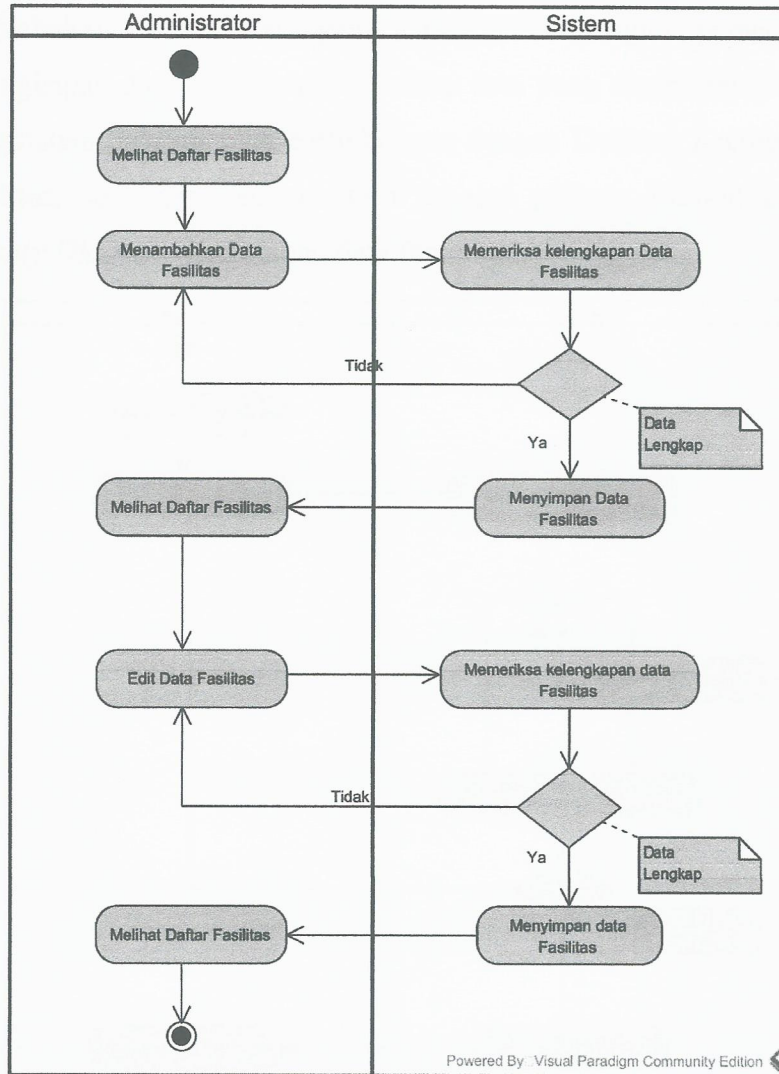 Administrator
Sistem
Melihat Daftar Fasilitas
Menambahkan Data
Fasilitas
Memeriksa kelengkapan Data
Fasilitas
Tidak
Data
Lengkap
Ya
Melihat Daftar Fasilitas
Menyimpan Data
Fasilitas
Edit Data Fasilitas
Memeriksa kelengkapan data
Fasilitas
Tidak
Data
Lengkap
Ya
Melihat Daftar Fasilitas
Menyimpan data
Fasilitas
Powered By Visual Paradigm Community Edition